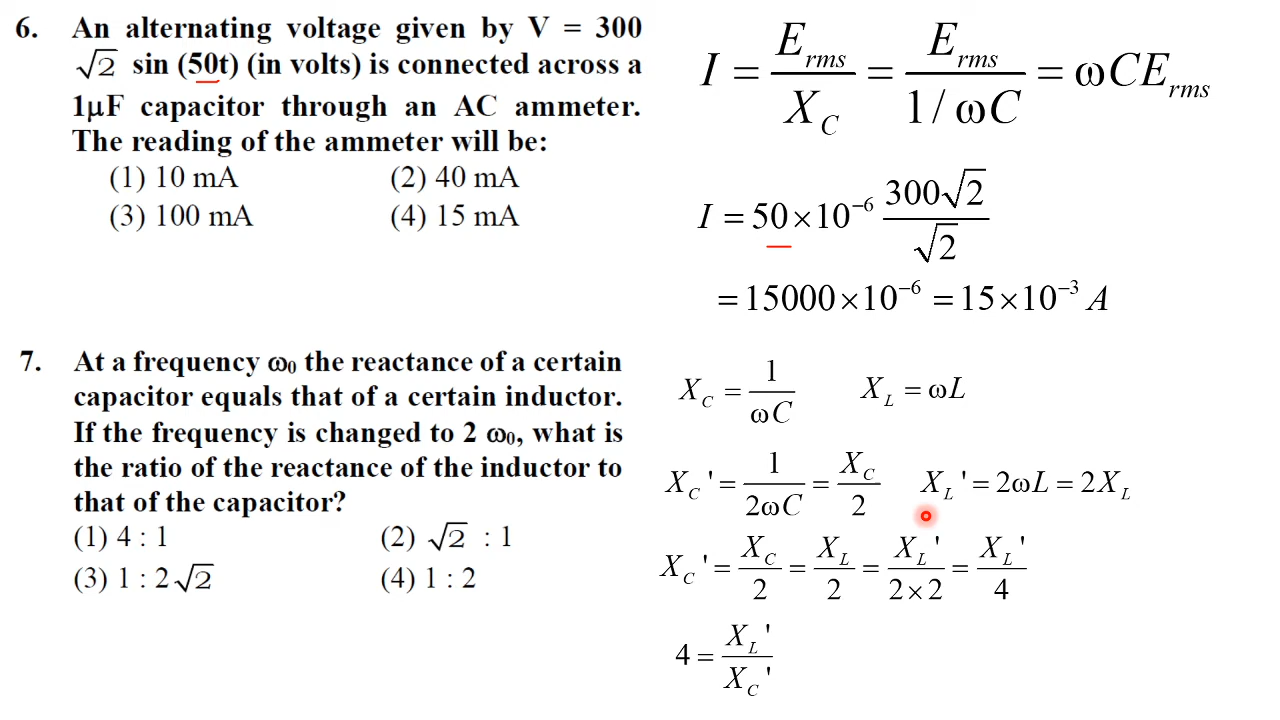 6. An alternating voltage given by V = 300
√2 sin (50t) (in volts) is connected across a
1μF capacitor through an AC ammeter.
The reading of the ammeter will be:
(1) 10 mA (2) 40 mA
(3) 100 mA (4) 15 mA
I = E_rms / X_C = E_rms / (1 / ωC) = ωCE_rms
I = 50 × 10⁻⁶ 300√2 / √2
= 15000 × 10⁻⁶ = 15 × 10⁻³ A
7. At a frequency ω₀ the reactance of a certain
capacitor equals that of a certain inductor.
If the frequency is changed to 2 ω₀, what is
the ratio of the reactance of the inductor to
that of the capacitor?
(1) 4 : 1 (2) √2 : 1
(3) 1 : 2√2 (4) 1 : 2
X_C = 1 / ωC X_L = ωL
X_C ' = 1 / 2ωC = X_C / 2 X_L ' = 2ωL = 2X_L
X_C ' = X_C / 2 = X_L / 2 = X_L ' / 2 × 2 = X_L ' / 4
4 = X_L ' / X_C '